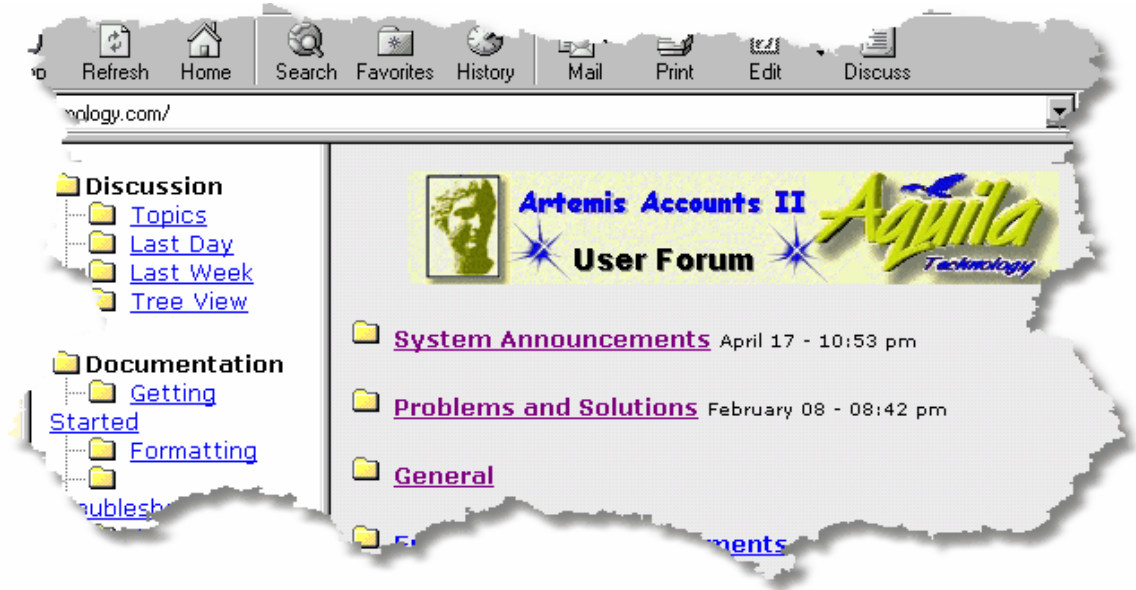 Refresh Home Search Favorites History Mail Print Edit Discuss
nology.com/
Discussion
Topics
Last Day
Last Week
Tree View
Documentation
Getting
Started
Formatting
Artemis Accounts II
User Forum
Aquila
Technology
System Announcements April 17 - 10:53 pm
Problems and Solutions February 08 - 08:42 pm
General